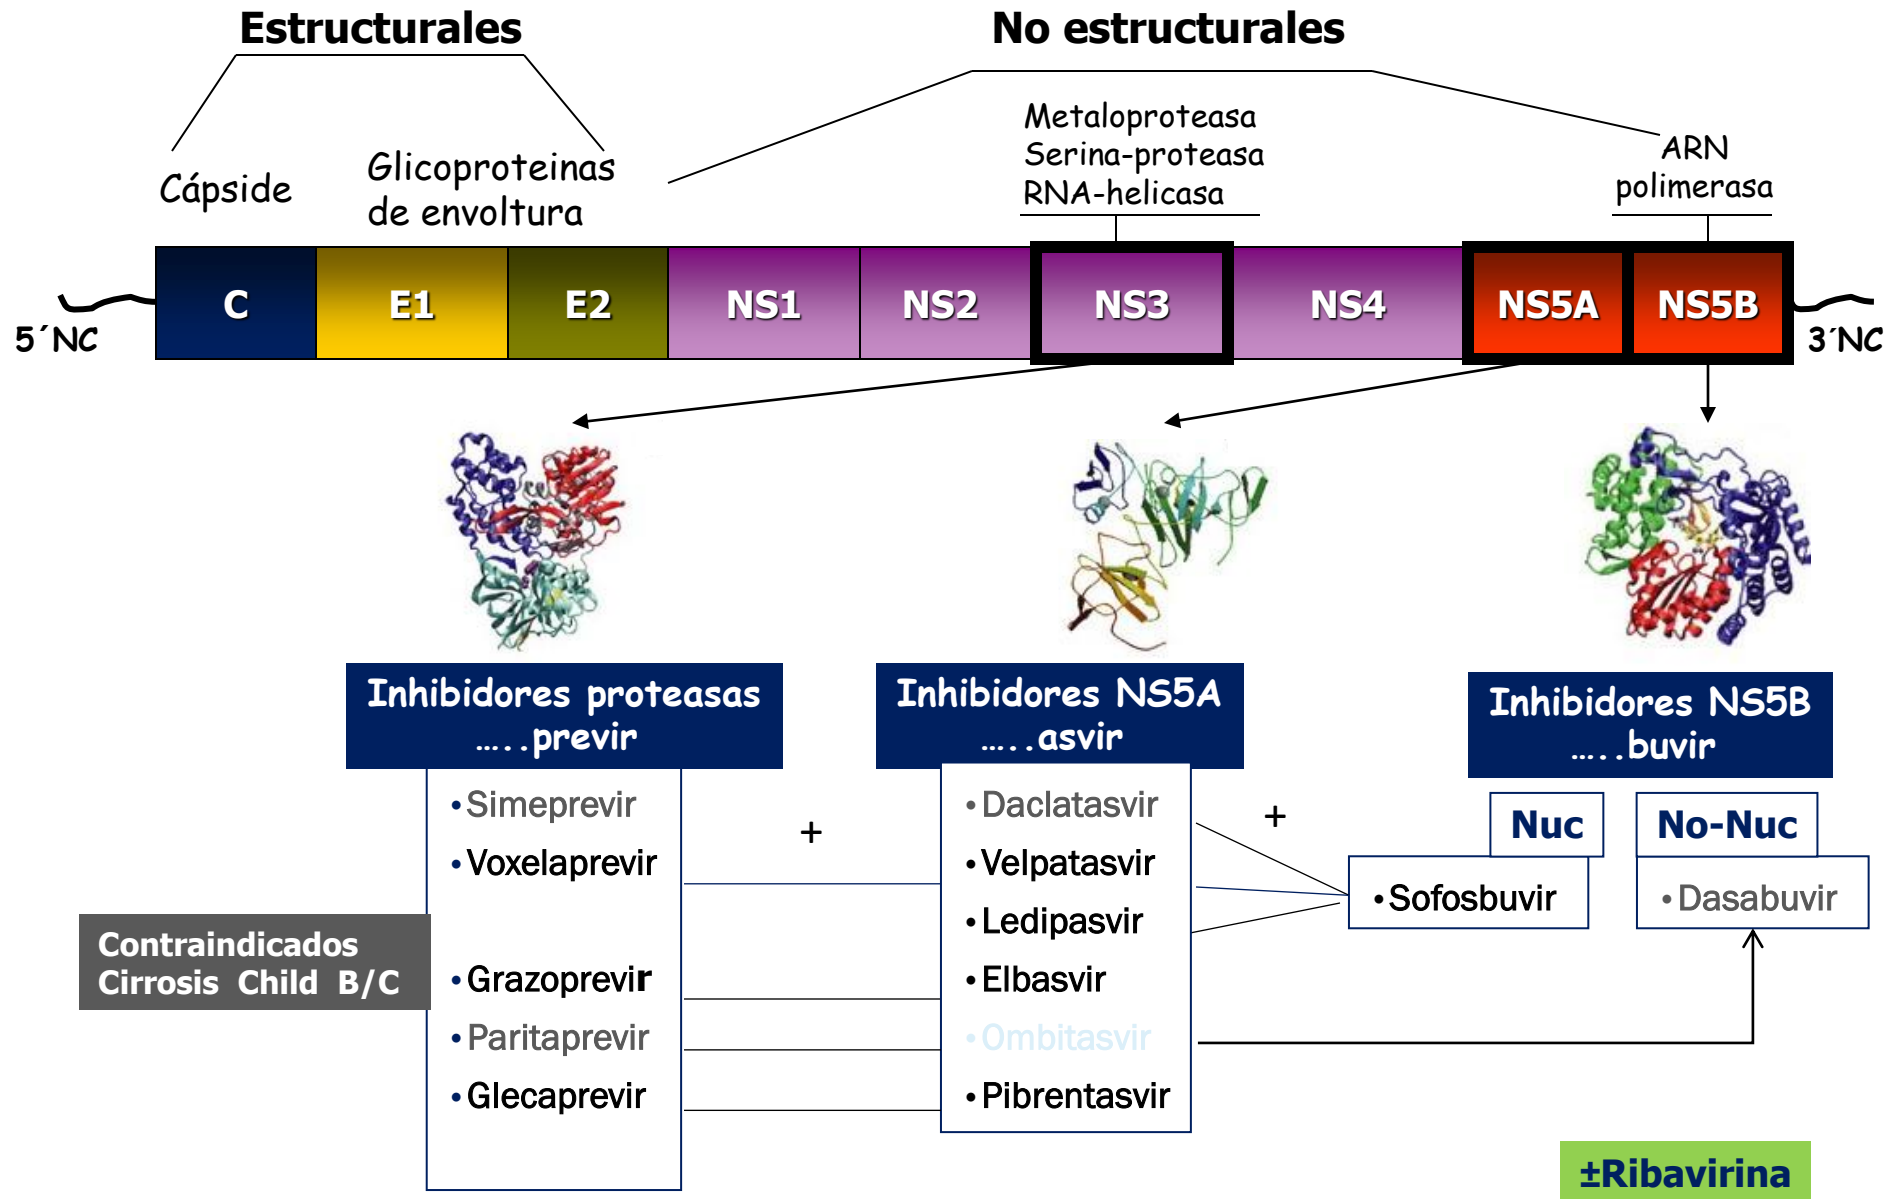 Estructurales
No estructurales
Metaloproteasa
Serina-proteasa
RNA-helicasa
ARN
polimerasa
Cápside
Glicoproteinas
de envoltura
C
E1
E2
NS1
NS2
NS3
NS4
NS5A
NS5B
5´NC
3´NC
Inhibidores proteasas
…..previr
Inhibidores NS5A
…..asvir
Inhibidores NS5B
…..buvir
•Simeprevir
•Voxelaprevir
•Grazoprevir
•Paritaprevir
•Glecaprevir
+
•Daclatasvir
•Velpatasvir
•Ledipasvir
•Elbasvir
•Ombitasvir
•Pibrentasvir
+
Nuc
No-Nuc
•Sofosbuvir
•Dasabuvir
Contraindicados
Cirrosis Child B/C
±Ribavirina